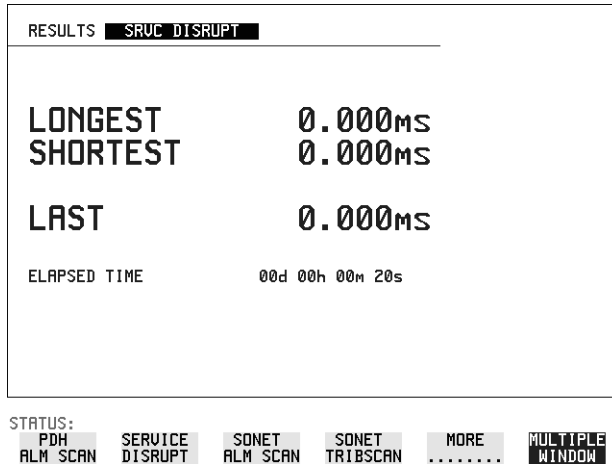 RESULTS SRVC DISRUPT
LONGEST 0.000ms
SHORTEST 0.000ms
LAST 0.000ms
ELAPSED TIME 00d 00h 00m 20s
STATUS:
PDH SERVICE SONET SONET MORE MULTIPLE
ALM SCAN DISRUPT ALM SCAN TRIBSCAN ........ WINDOW